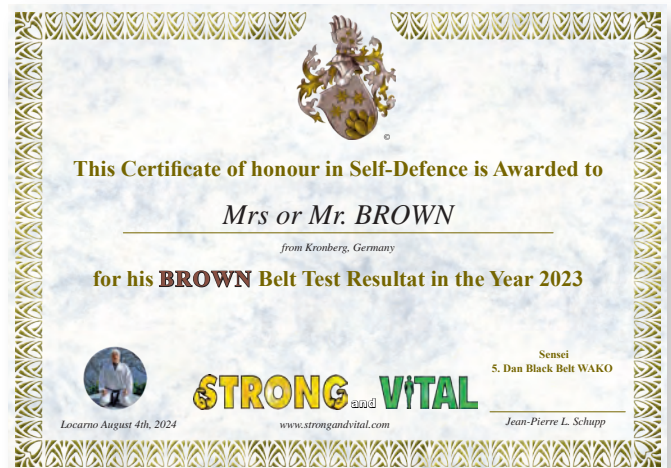 ©
This Certificate of honour in Self-Defence is Awarded to
Mrs or Mr. BROWN
from Kronberg, Germany
for his BROWN Belt Test Resultat in the Year 2023
Sensei
5. Dan Black Belt WAKO
STRONG and VITAL
Locarno August 4th, 2024
www.strongandvital.com
Jean-Pierre L. Schupp